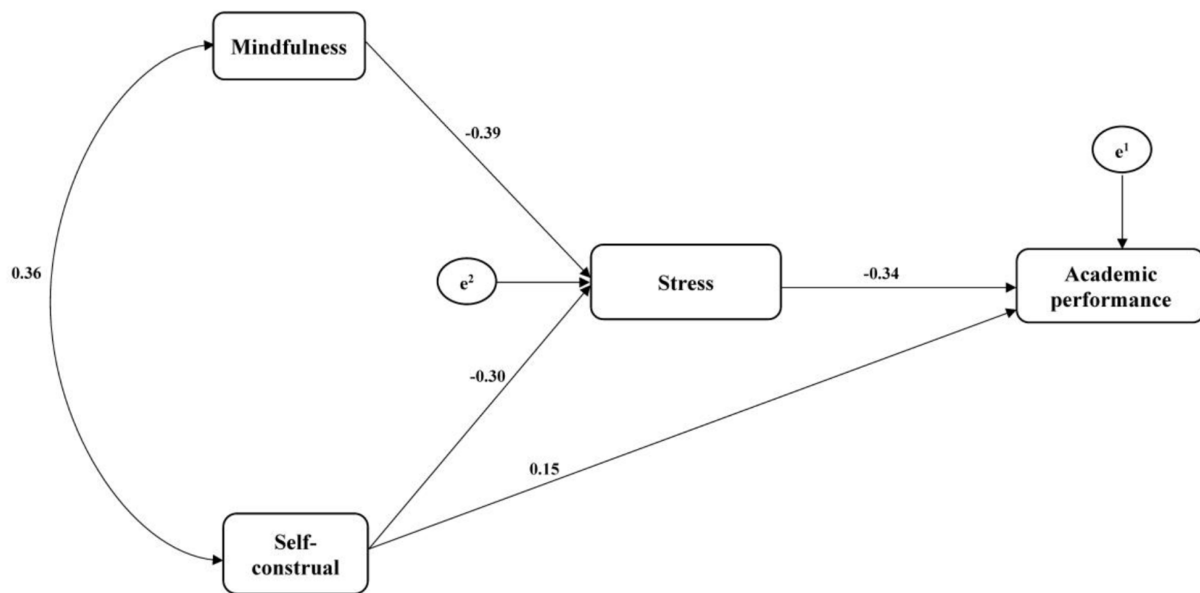 Mindfulness
-0.39
e¹
0.36
e²
Stress
-0.34
Academic
performance
-0.30
0.15
Self-
construal